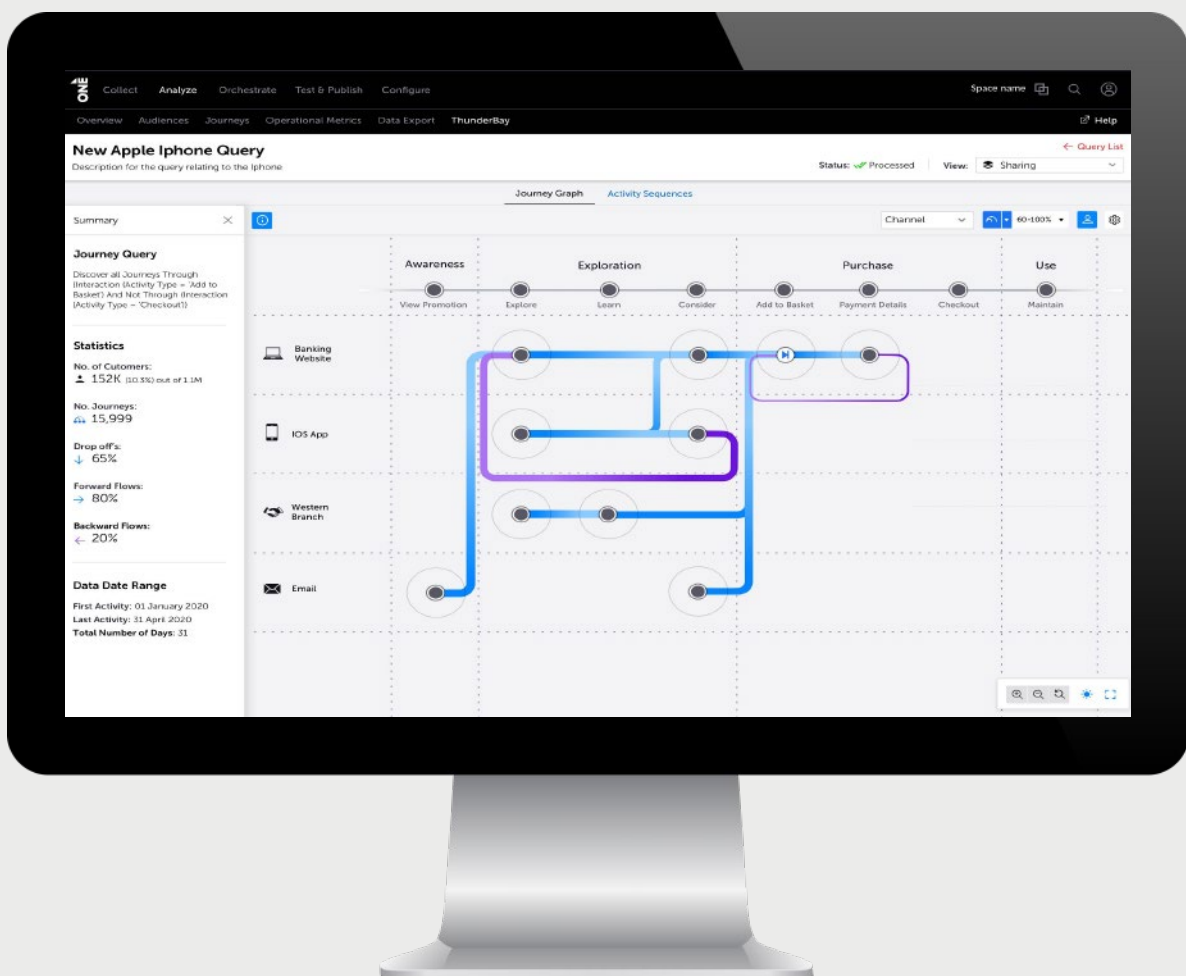 ONE
Collect Analyze Orchestrate Test & Publish Configure
Space name
Overview Audiences Journeys Operational Metrics Data Export ThunderBay
Help
New Apple Iphone Query
Description for the query relating to the Iphone
← Query List
Status: Processed
View: Sharing
Journey Graph Activity Sequences
Summary
Channel
60-100%
Journey Query
Discover all Journeys Through
(Interaction (Activity Type = 'Add to
Basket') And Not Through (Interaction
(Activity Type = 'Checkout'))
Statistics
No. of Cutomers:
152K (10.3%) out of 1.1M
No. Journeys:
15,999
Drop off's:
↓ 65%
Forward Flows:
→ 80%
Backward Flows:
← 20%
Data Date Range
First Activity: 01 January 2020
Last Activity: 31 April 2020
Total Number of Days: 31
Awareness Exploration Purchase Use
View Promotion Explore Learn Consider Add to Basket Payment Details Checkout Maintain
Banking
Website
IOS App
Western
Branch
Email